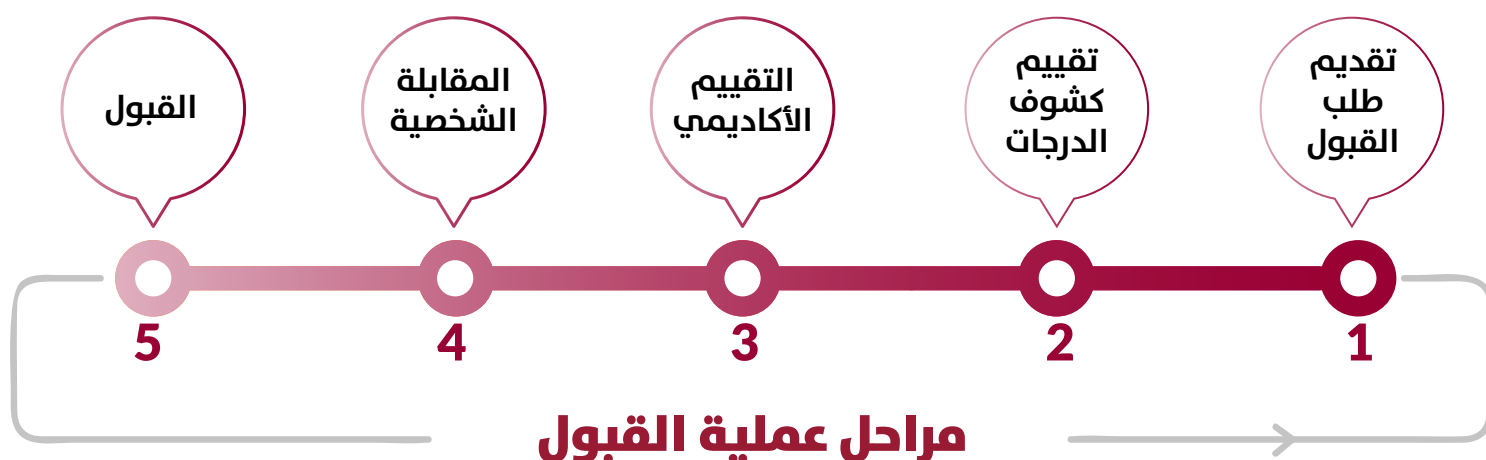 تقديم
طلب
القبول
تقييم
كشوف
الدرجات
التقييم
الأكاديمي
المقابلة
الشخصية
القبول
1
2
3
4
5
مراحل عملية القبول